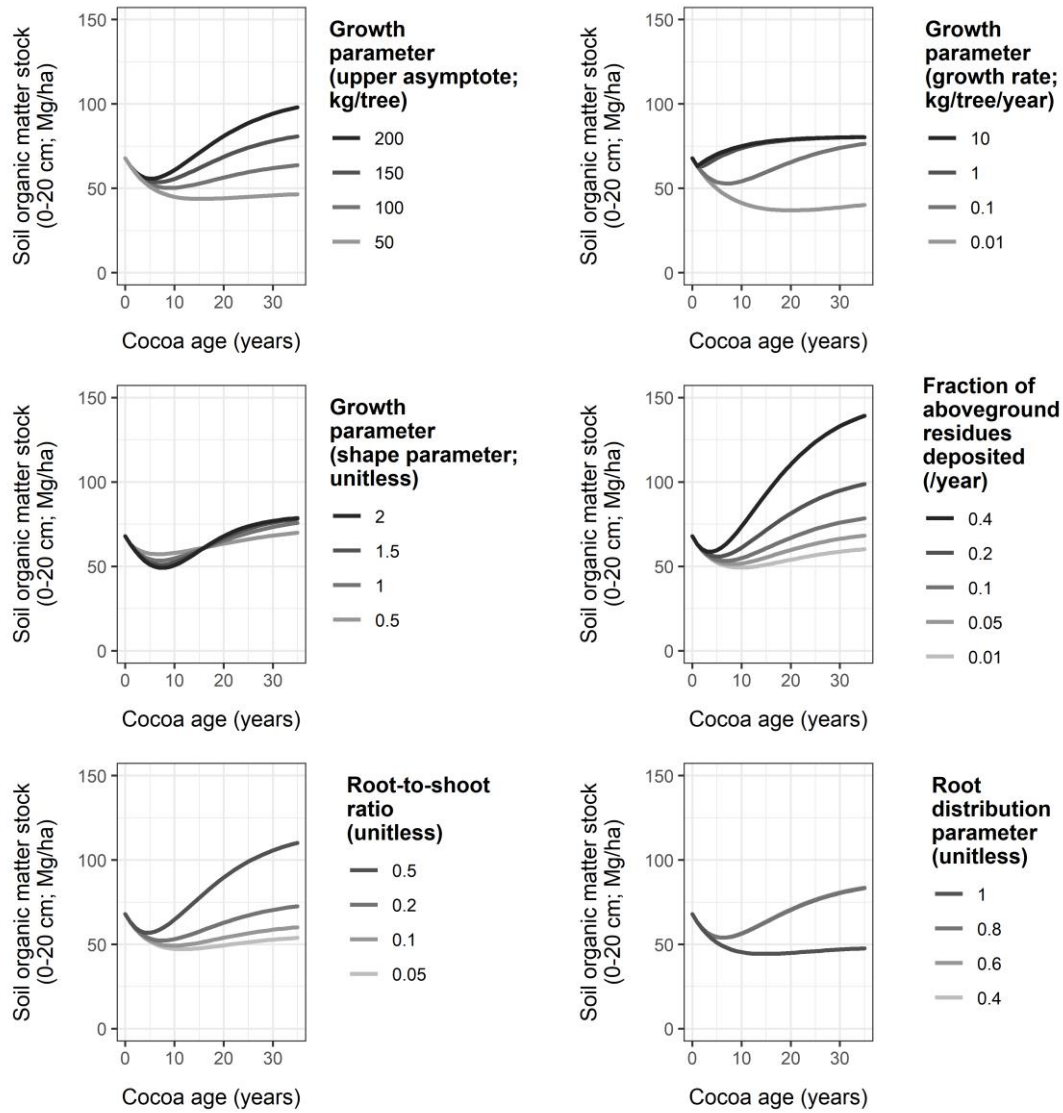 Soil organic matter stock
(0-20 cm; Mg/ha)
150
100
50
0
0 10 20 30
Cocoa age (years)
Growth
parameter
(upper asymptote;
kg/tree)
200
150
100
50
Soil organic matter stock
(0-20 cm; Mg/ha)
150
100
50
0
0 10 20 30
Cocoa age (years)
Growth
parameter
(growth rate;
kg/tree/year)
10
1
0.1
0.01
Soil organic matter stock
(0-20 cm; Mg/ha)
150
100
50
0
0 10 20 30
Cocoa age (years)
Growth
parameter
(shape parameter;
unitless)
2
1.5
1
0.5
Soil organic matter stock
(0-20 cm; Mg/ha)
150
100
50
0
0 10 20 30
Cocoa age (years)
Fraction of
aboveground
residues
deposited
(/year)
0.4
0.2
0.1
0.05
0.01
Soil organic matter stock
(0-20 cm; Mg/ha)
150
100
50
0
0 10 20 30
Cocoa age (years)
Root-to-shoot
ratio
(unitless)
0.5
0.2
0.1
0.05
Soil organic matter stock
(0-20 cm; Mg/ha)
150
100
50
0
0 10 20 30
Cocoa age (years)
Root
distribution
parameter
(unitless)
1
0.8
0.6
0.4